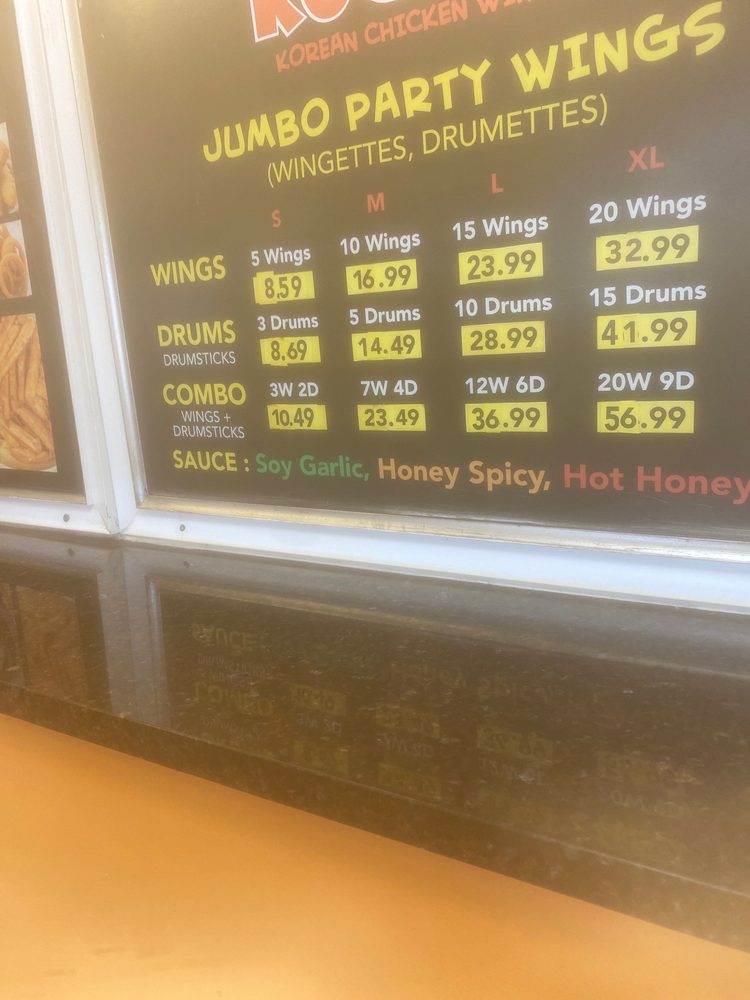 KOREAN CHICKEN
JUMBO PARTY WINGS
(WINGETTES, DRUMETTES)
S M L XL
WINGS 5 Wings 10 Wings 15 Wings 20 Wings
8.59 16.99 23.99 32.99
DRUMS 3 Drums 5 Drums 10 Drums 15 Drums
DRUMSTICKS 8.69 14.49 28.99 41.99
COMBO 3W 2D 7W 4D 12W 6D 20W 9D
WINGS + 10.49 23.49 36.99 56.99
DRUMSTICKS
SAUCE : Soy Garlic, Honey Spicy, Hot Honey